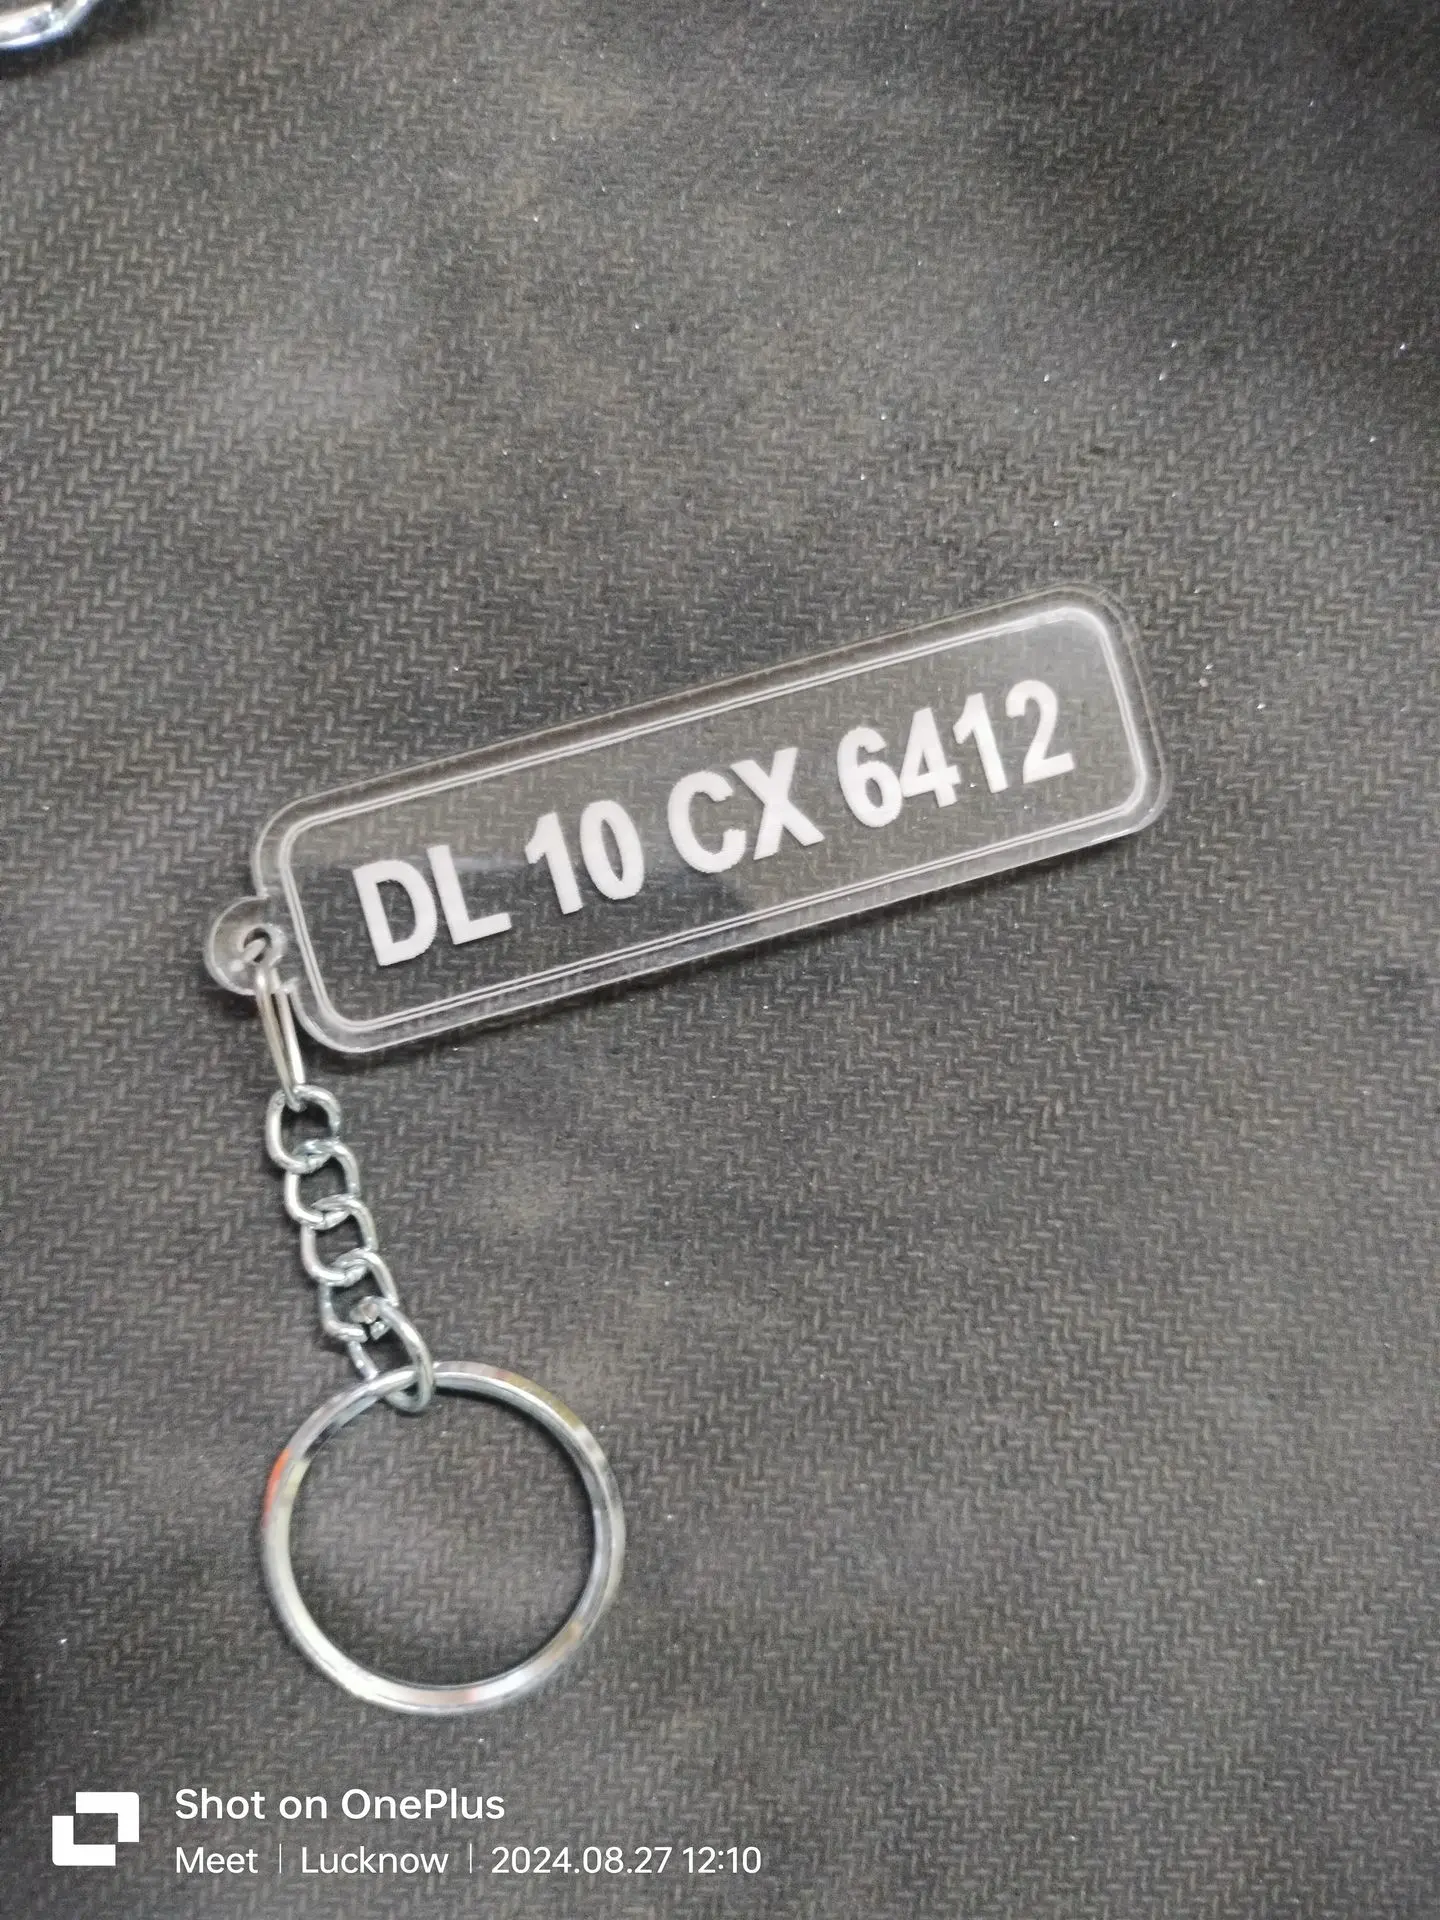 DL 10 CX 6412
Shot on OnePlus
Meet | Lucknow | 2024.08.27 12:10